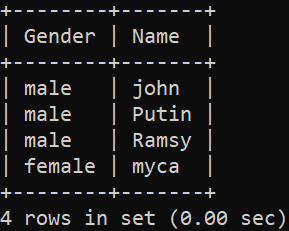 +--------+-------+
| Gender | Name  |
+--------+-------+
| male   | john  |
| male   | Putin |
| male   | Ramsy |
| female | myca  |
+--------+-------+
4 rows in set (0.00 sec)